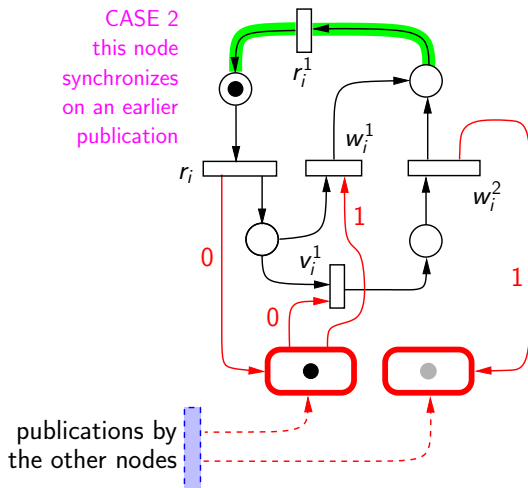 CASE 2
this node
synchronizes
on an earlier
publication
r_i^1
r_i
w_i^1
w_i^2
v_i^1
0
1
0
1
publications by
the other nodes